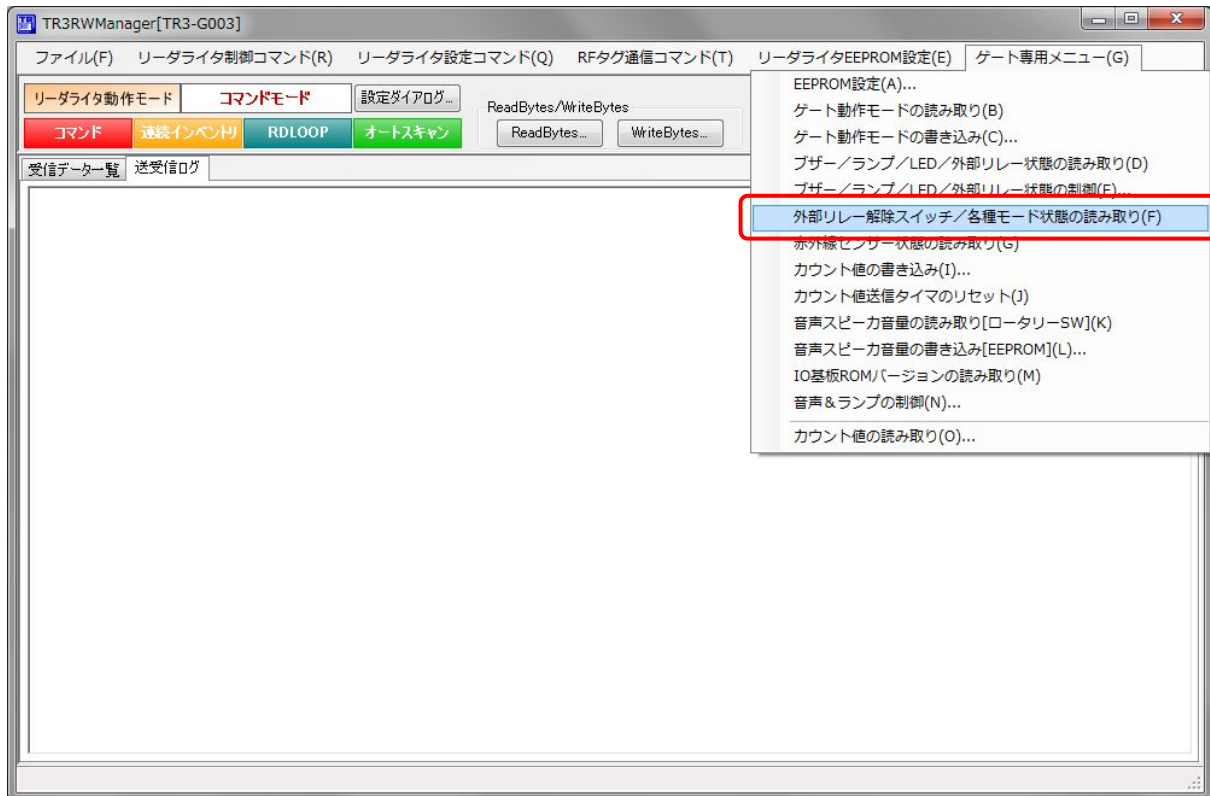 TR3RWManager[TR3-G003]
ファイル(F) リーダライタ制御コマンド(R) リーダライタ設定コマンド(Q) RFタグ通信コマンド(T) リーダライタEEPROM設定(E) ゲート専用メニュー(G)
リーダライタ動作モード コマンドモード 設定ダイアログ...
ReadBytes/WriteBytes
コマンド 連続インベントリ RDLOOP オートスキャン ReadBytes... WriteBytes...
受信データ一覧 送受信ログ
EEPROM設定(A)...
ゲート動作モードの読み取り(B)
ゲート動作モードの書き込み(C)...
ブザー／ランプ／LED／外部リレー状態の読み取り(D)
ブザー／ランプ／LED／外部リレー状態の制御(E)...
外部リレー解除スイッチ／各種モード状態の読み取り(F)
赤外線センサー状態の読み取り(G)
カウント値の書き込み(I)...
カウント値送信タイマのリセット(J)
音声スピーカ音量の読み取り[ロータリーSW](K)
音声スピーカ音量の書き込み[EEPROM](L)...
IO基板ROMバージョンの読み取り(M)
音声＆ランプの制御(N)...
カウント値の読み取り(O)...